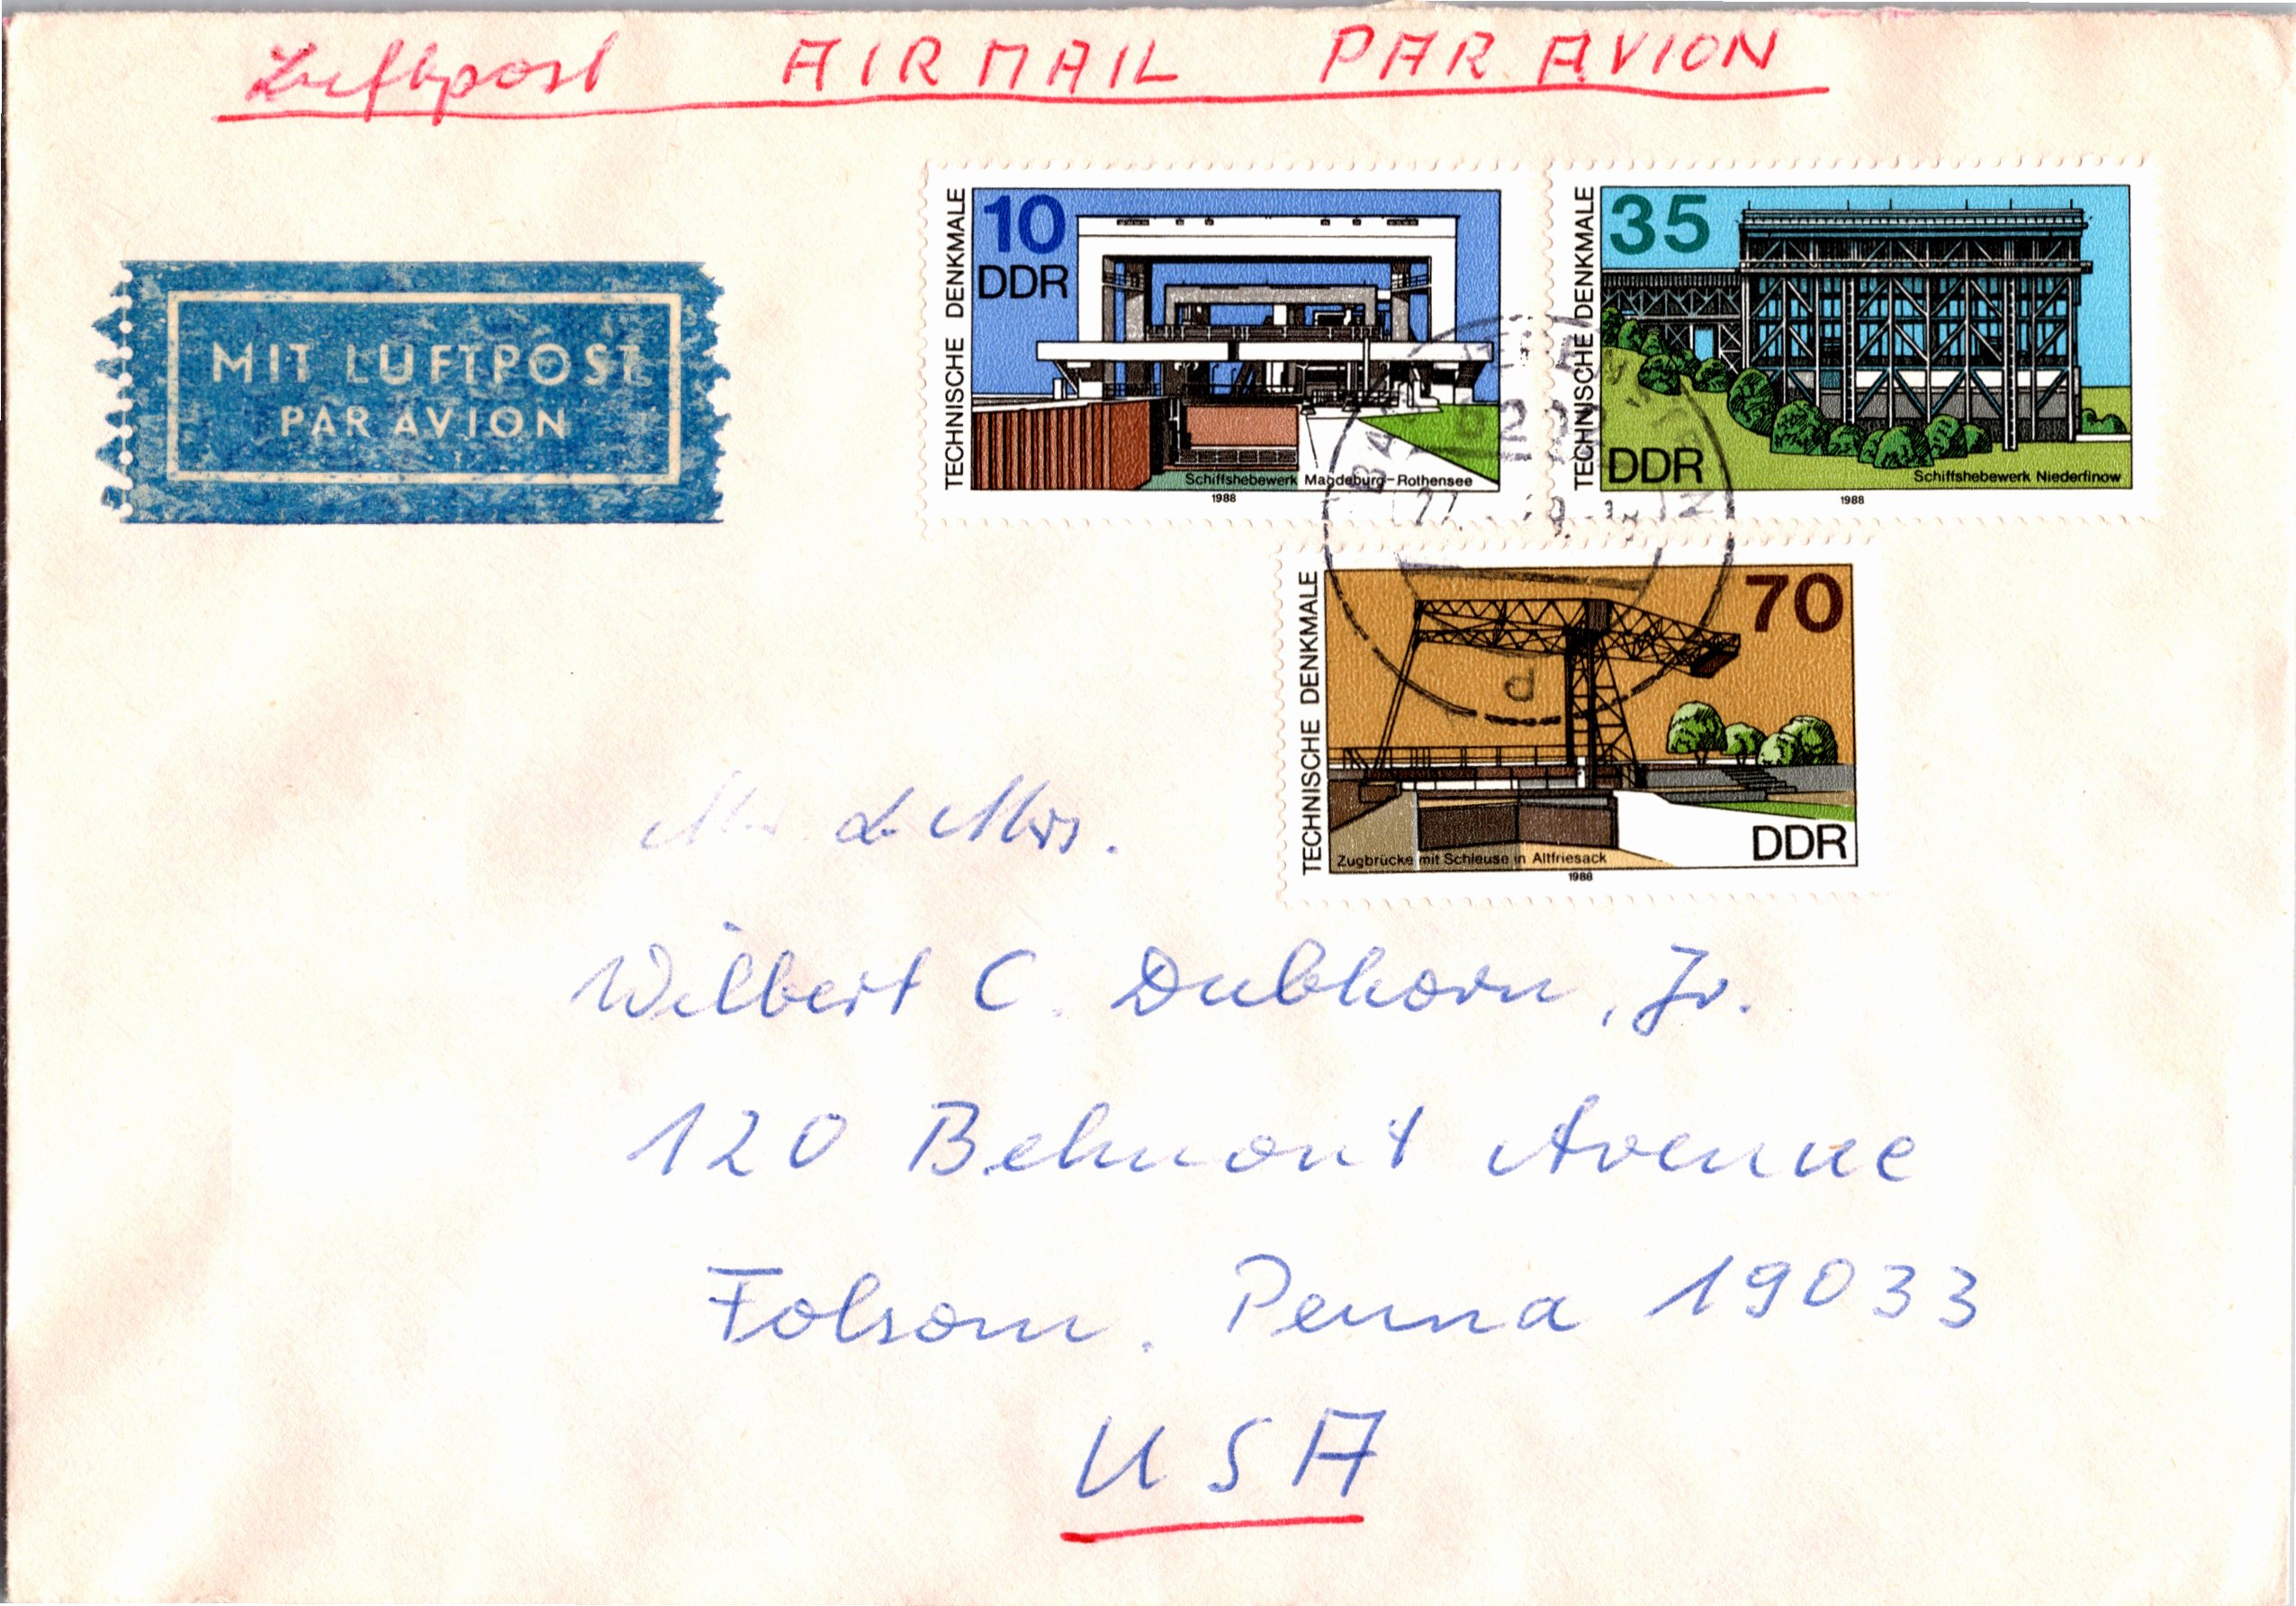 Luftpost AIRMAIL PAR AVION
MIT LUFTPOST
PAR AVION
TECHNISCHE DENKMALE
10
DDR
Schiffshebewerk Magdeburg-Rothensee
1988
TECHNISCHE DENKMALE
35
DDR
Schiffshebewerk Niederfinow
1988
TECHNISCHE DENKMALE
70
DDR
Zugbrücke mit Schleuse in Altfriesack
1988
d
Mr. & Mrs.
Wilbert C. Dubhorn, Jr.
120 Belmont Avenue
Folsom. Penna 19033
USA